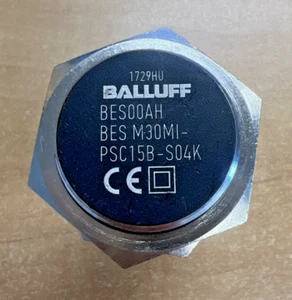 1729HU
BALLUFF
BES00AH
BES M30MI-
PSC15B-S04K
CE